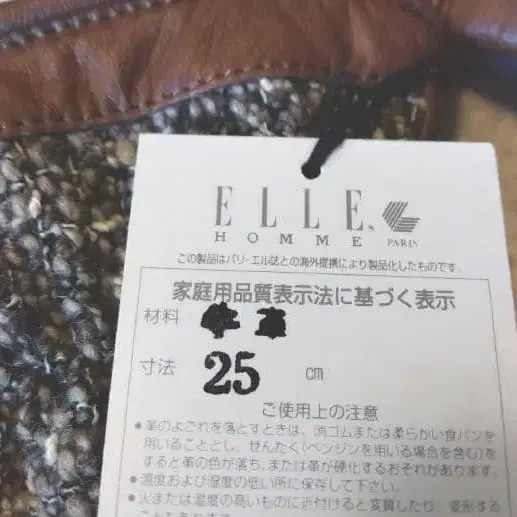 ELLE
HOMME PARIS
この製品はパリ・エル誌との海外提携により製品化したものです.
家庭用品質表示法に基づく表示
材料 牛革
寸法 25 cm
ご使用上の注意
●革のよごれを落とすときは、消ゴムまたは柔らかい食パンを
用いることとし、せんたく(ベンジンを用いる場合を含む)を
すると革の色が落ち、または革が硬化するおそれがあります。
●温度および湿度の低い所に保存して下さい。
●火または温度の高いものに近付けると変質したり、変形する